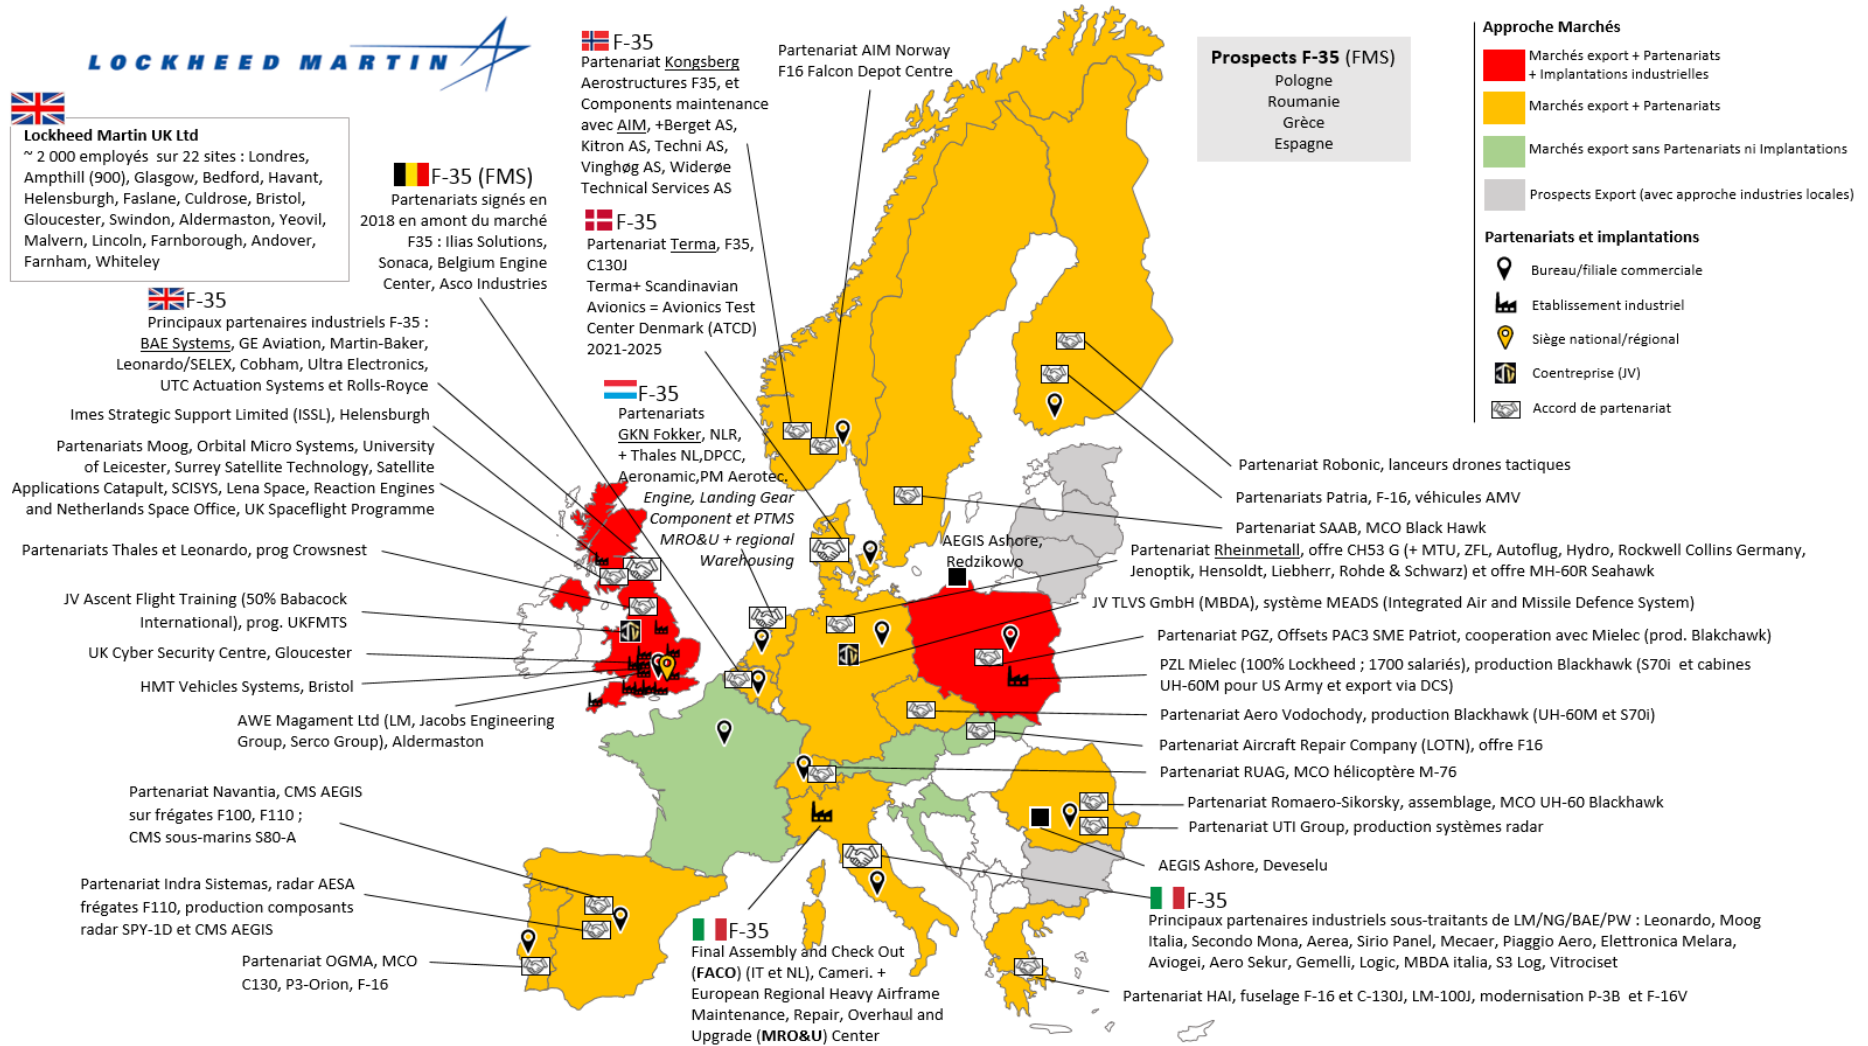 LOCKHEED MARTIN
Lockheed Martin UK Ltd
~ 2 000 employés sur 22 sites : Londres,
Ampthill (900), Glasgow, Bedford, Havant,
Helensburgh, Faslane, Culdrose, Bristol,
Gloucester, Swindon, Aldermaston, Yeovil,
Malvern, Lincoln, Farnborough, Andover,
Farnham, Whiteley
F-35
Principaux partenaires industriels F-35 :
BAE Systems, GE Aviation, Martin-Baker,
Leonardo/SELEX, Cobham, Ultra Electronics,
UTC Actuation Systems et Rolls-Royce
Imes Strategic Support Limited (ISSL), Helensburgh
Partenariats Moog, Orbital Micro Systems, University
of Leicester, Surrey Satellite Technology, Satellite
Applications Catapult, SCISYS, Lena Space, Reaction Engines
and Netherlands Space Office, UK Spaceflight Programme
Partenariats Thales et Leonardo, prog Crowsnest
JV Ascent Flight Training (50% Babacock
International), prog. UKFMTS
UK Cyber Security Centre, Gloucester
HMT Vehicles Systems, Bristol
AWE Magament Ltd (LM, Jacobs Engineering
Group, Serco Group), Aldermaston
Partenariat Navantia, CMS AEGIS
sur frégates F100, F110 ;
CMS sous-marins S80-A
Partenariat Indra Sistemas, radar AESA
frégates F110, production composants
radar SPY-1D et CMS AEGIS
Partenariat OGMA, MCO
C130, P3-Orion, F-16
F-35 (FMS)
Partenariats signés en
2018 en amont du marché
F35 : Ilias Solutions,
Sonaca, Belgium Engine
Center, Asco Industries
F-35
Partenariat Kongsberg
Aerostructures F35, et
Components maintenance
avec AIM, +Berget AS,
Kitron AS, Techni AS,
Vinghøg AS, Widerøe
Technical Services AS
F-35
Partenariat Terma, F35,
C130J
Terma+ Scandinavian
Avionics = Avionics Test
Center Denmark (ATCD)
2021-2025
F-35
Partenariats
GKN Fokker, NLR,
+ Thales NL,DPCC,
Aeronamic,PM Aerotec.
Engine, Landing Gear
Component et PTMS
MRO&U + regional
Warehousing
Partenariat AIM Norway
F16 Falcon Depot Centre
F-35
Final Assembly and Check Out
(FACO) (IT et NL), Cameri. +
European Regional Heavy Airframe
Maintenance, Repair, Overhaul and
Upgrade (MRO&U) Center
Prospects F-35 (FMS)
Pologne
Roumanie
Grèce
Espagne
Approche Marchés
Marchés export + Partenariats
+ Implantations industrielles
Marchés export + Partenariats
Marchés export sans Partenariats ni Implantations
Prospects Export (avec approche industries locales)
Partenariats et implantations
Bureau/filiale commerciale
Etablissement industriel
Siège national/régional
Coentreprise (JV)
Accord de partenariat
Partenariat Robonic, lanceurs drones tactiques
Partenariats Patria, F-16, véhicules AMV
Partenariat SAAB, MCO Black Hawk
AEGIS Ashore,
Redzikowo
Partenariat Rheinmetall, offre CH53 G (+ MTU, ZFL, Autoflug, Hydro, Rockwell Collins Germany,
Jenoptik, Hensoldt, Liebherr, Rohde & Schwarz) et offre MH-60R Seahawk
JV TLVS GmbH (MBDA), système MEADS (Integrated Air and Missile Defence System)
Partenariat PGZ, Offsets PAC3 SME Patriot, cooperation avec Mielec (prod. Blakchawk)
PZL Mielec (100% Lockheed ; 1700 salariés), production Blackhawk (S70i et cabines
UH-60M pour US Army et export via DCS)
Partenariat Aero Vodochody, production Blackhawk (UH-60M et S70i)
Partenariat Aircraft Repair Company (LOTN), offre F16
Partenariat RUAG, MCO hélicoptère M-76
Partenariat Romaero-Sikorsky, assemblage, MCO UH-60 Blackhawk
Partenariat UTI Group, production systèmes radar
AEGIS Ashore, Deveselu
F-35
Principaux partenaires industriels sous-traitants de LM/NG/BAE/PW : Leonardo, Moog
Italia, Secondo Mona, Aerea, Sirio Panel, Mecaer, Piaggio Aero, Elettronica Melara,
Aviogei, Aero Sekur, Gemelli, Logic, MBDA italia, S3 Log, Vitrociset
Partenariat HAI, fuselage F-16 et C-130J, LM-100J, modernisation P-3B et F-16V